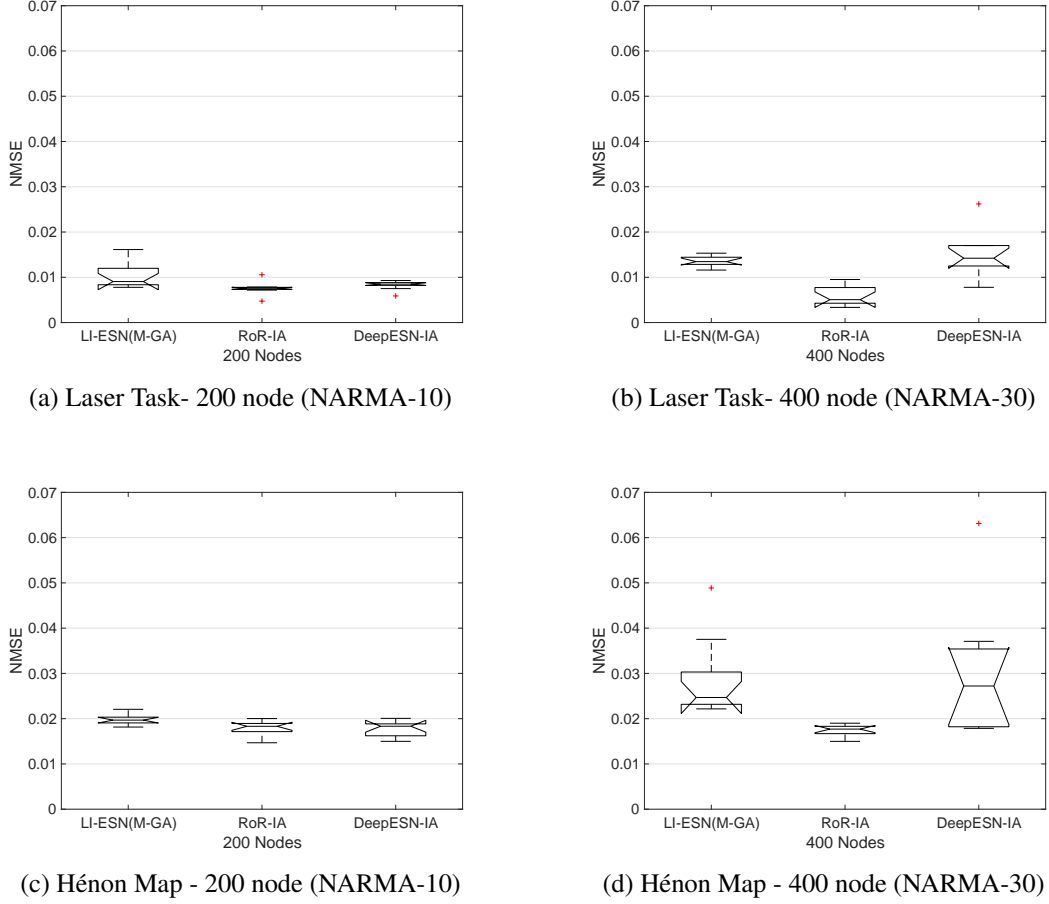 0.07
0.06
0.05
0.04
0.03
0.02
0.01
0
NMSE
LI-ESN(M-GA) RoR-IA DeepESN-IA
200 Nodes
(a) Laser Task- 200 node (NARMA-10)
0.07
0.06
0.05
0.04
0.03
0.02
0.01
0
NMSE
LI-ESN(M-GA) RoR-IA DeepESN-IA
400 Nodes
(b) Laser Task- 400 node (NARMA-30)
0.07
0.06
0.05
0.04
0.03
0.02
0.01
0
NMSE
LI-ESN(M-GA) RoR-IA DeepESN-IA
200 Nodes
(c) Hénon Map - 200 node (NARMA-10)
0.07
0.06
0.05
0.04
0.03
0.02
0.01
0
NMSE
LI-ESN(M-GA) RoR-IA DeepESN-IA
400 Nodes
(d) Hénon Map - 400 node (NARMA-30)